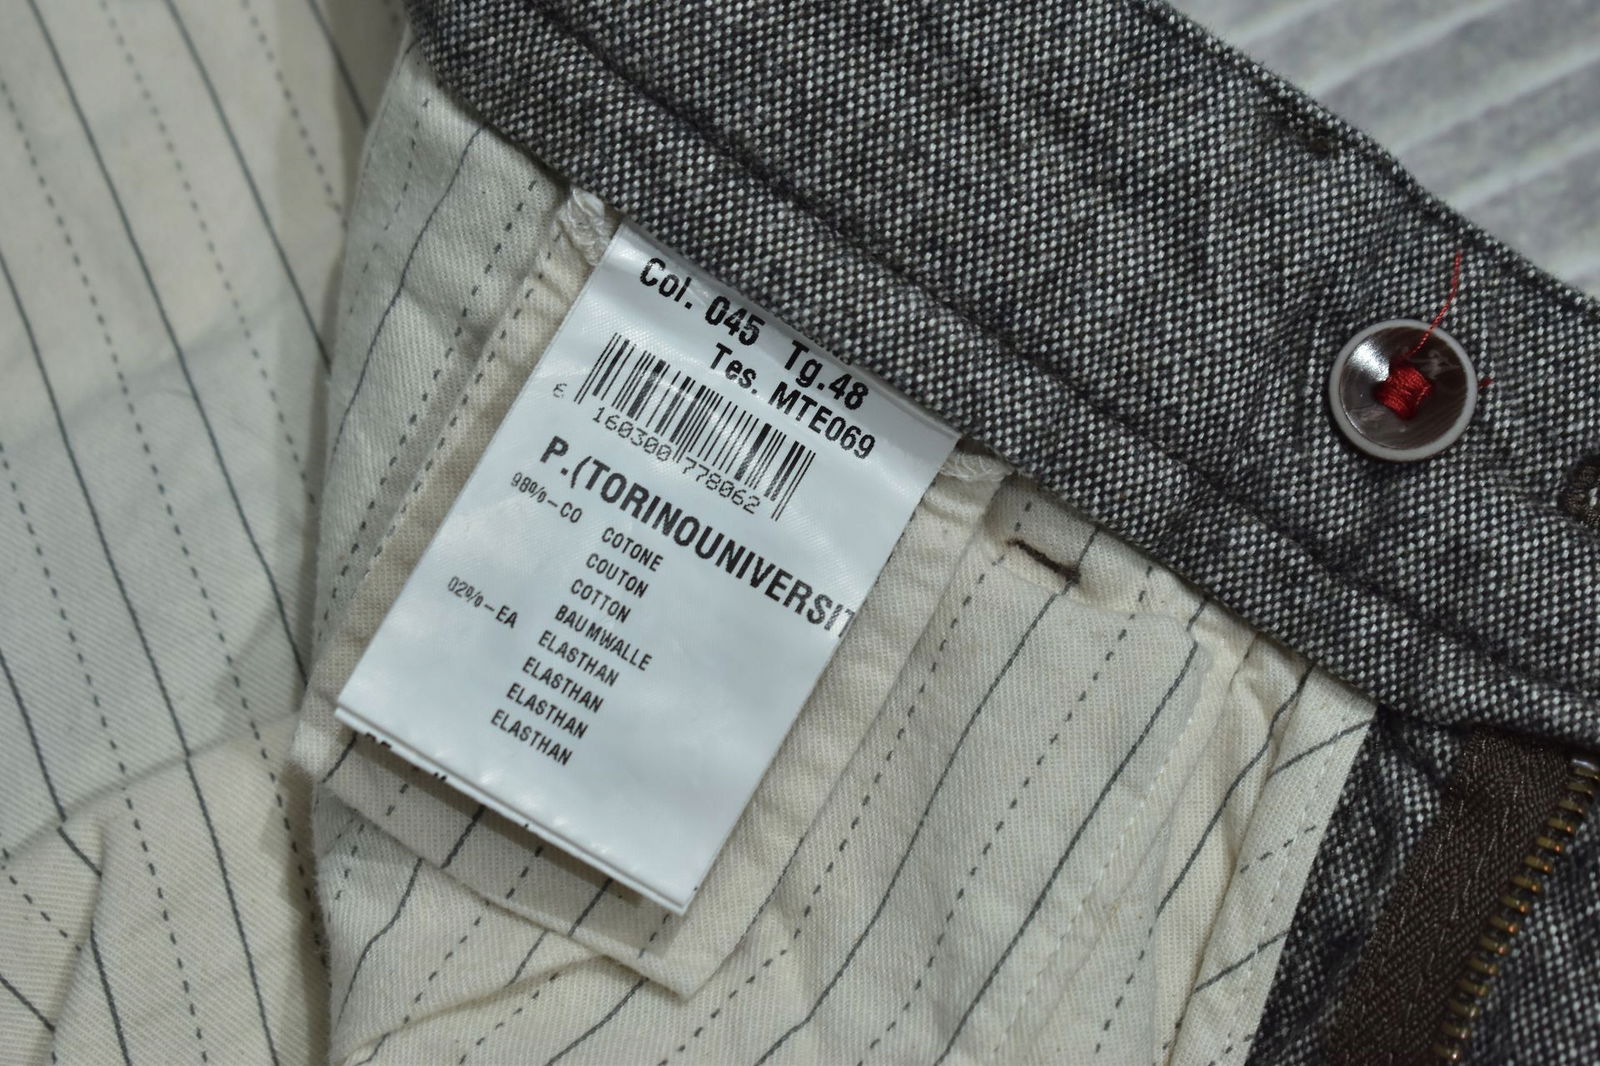 Col. 045 Tg.48
Tes. MTE069
160300 778062
P.(TORINOUNIVERSIT
98%-CO COTONE
COUTON
COTTON
BAUMWALLE
02%-EA ELASTHAN
ELASTHAN
ELASTHAN
ELASTHAN